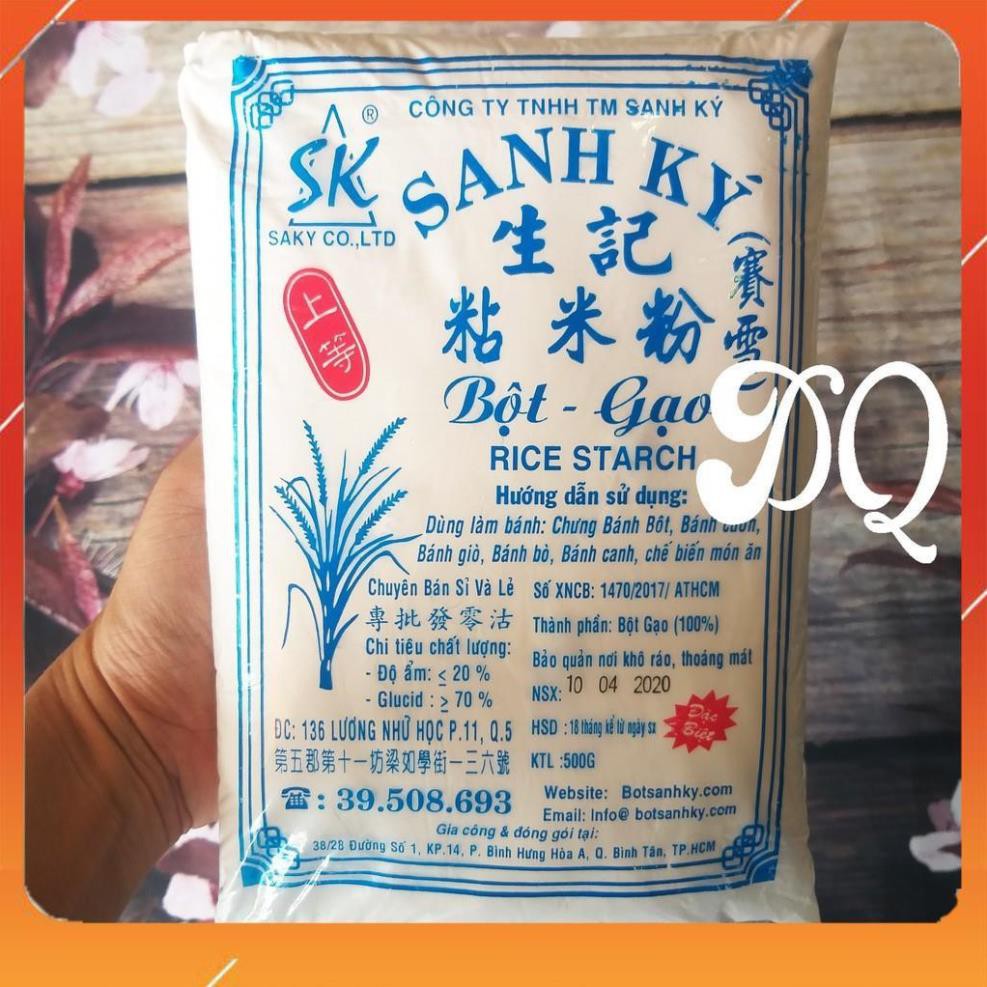 CÔNG TY TNHH TM SANH KÝ
SK ®
SAKY CO.,LTD
SANH KÝ
生記
(賽雪
粘米粉
上等
Bột - Gạo
RICE STARCH
DQ
Hướng dẫn sử dụng:
Dùng làm bánh: Chưng Bánh Bôt, Bánh cuốn,
Bánh giò, Bánh bò, Bánh canh, chế biến món ăn
Chuyên Bán Sỉ Và Lẻ
專批發零沽
Chi tiêu chất lượng:
- Độ ẩm: ≤ 20 %
- Glucid : ≥ 70 %
Số XNCB: 1470/2017/ ATHCM
Thành phần: Bột Gạo (100%)
Bảo quản nơi khô ráo, thoáng mát
NSX: 10 04 2020
HSD : 18 tháng kể từ ngày sx
Đặc Biệt
KTL :500G
ĐC: 136 LƯƠNG NHỮ HỌC P.11, Q.5
第五郡第十一坊梁如學街一三六號
☎: 39.508.693
Website: Botsanhky.com
Email: Info@ botsanhky.com
Gia công & đóng gói tại:
38/28 Đường Số 1, KP.14, P. Bình Hưng Hòa A, Q. Bình Tân, TP.HCM